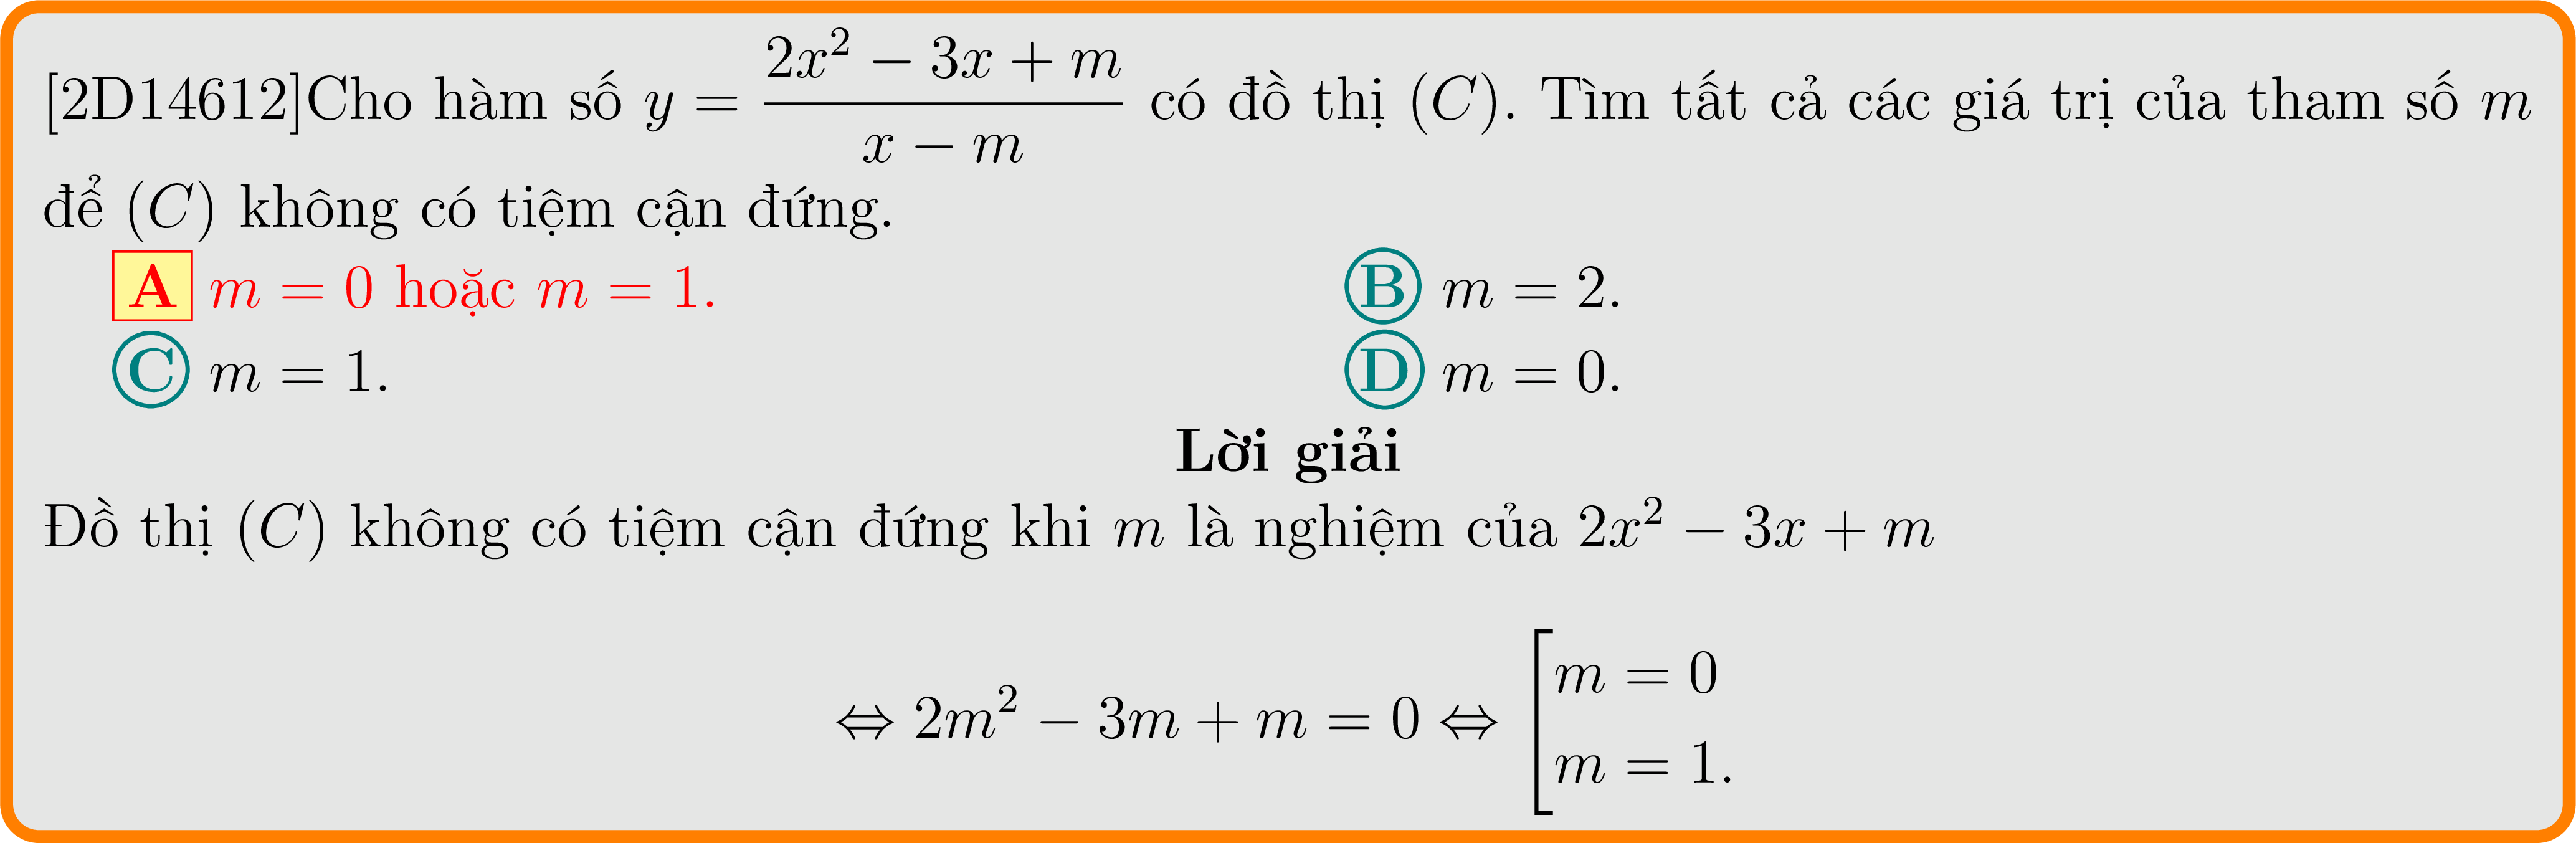 [2D14612]Cho hàm số $y = \dfrac{2x^2 - 3x + m}{x - m}$ có đồ thị $(C)$. Tìm tất cả các giá trị của tham số $m$
để $(C)$ không có tiệm cận đứng.
A $m = 0$ hoặc $m = 1$. B $m = 2$.
C $m = 1$. D $m = 0$.
Lời giải
Đồ thị $(C)$ không có tiệm cận đứng khi $m$ là nghiệm của $2x^2 - 3x + m$
$\Leftrightarrow 2m^2 - 3m + m = 0 \Leftrightarrow \left[\begin{array}{l} m = 0 \\ m = 1. \end{array}\right.$